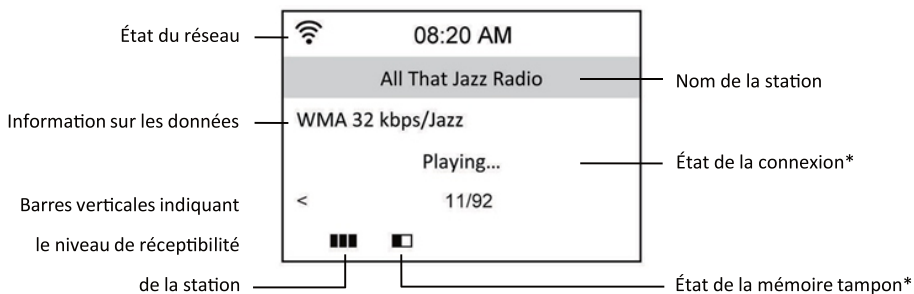 État du réseau
08:20 AM
All That Jazz Radio
Nom de la station
Information sur les données
WMA 32 kbps/Jazz
Playing...
État de la connexion*
Barres verticales indiquant
le niveau de réceptibilité
de la station
< 11/92
État de la mémoire tampon*